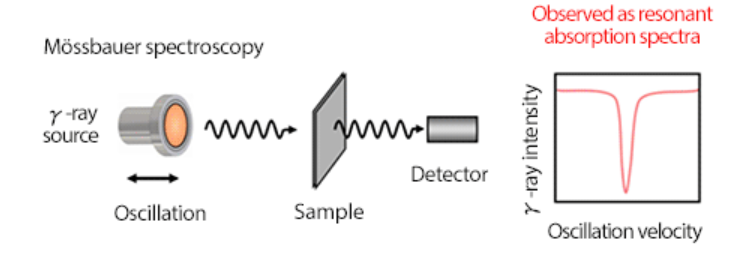 Mössbauer spectroscopy
γ-ray
source
Oscillation
Sample
Detector
Observed as resonant
absorption spectra
γ-ray intensity
Oscillation velocity